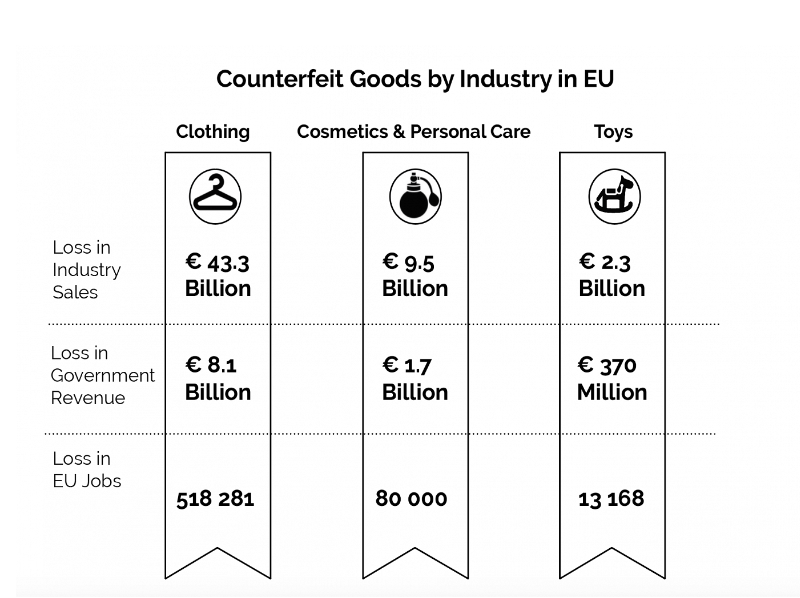 Counterfeit Goods by Industry in EU
Clothing
Cosmetics & Personal Care
Toys
Loss in
Industry
Sales
€ 43.3
Billion
€ 9.5
Billion
€ 2.3
Billion
Loss in
Government
Revenue
€ 8.1
Billion
€ 1.7
Billion
€ 370
Million
Loss in
EU Jobs
518 281
80 000
13 168